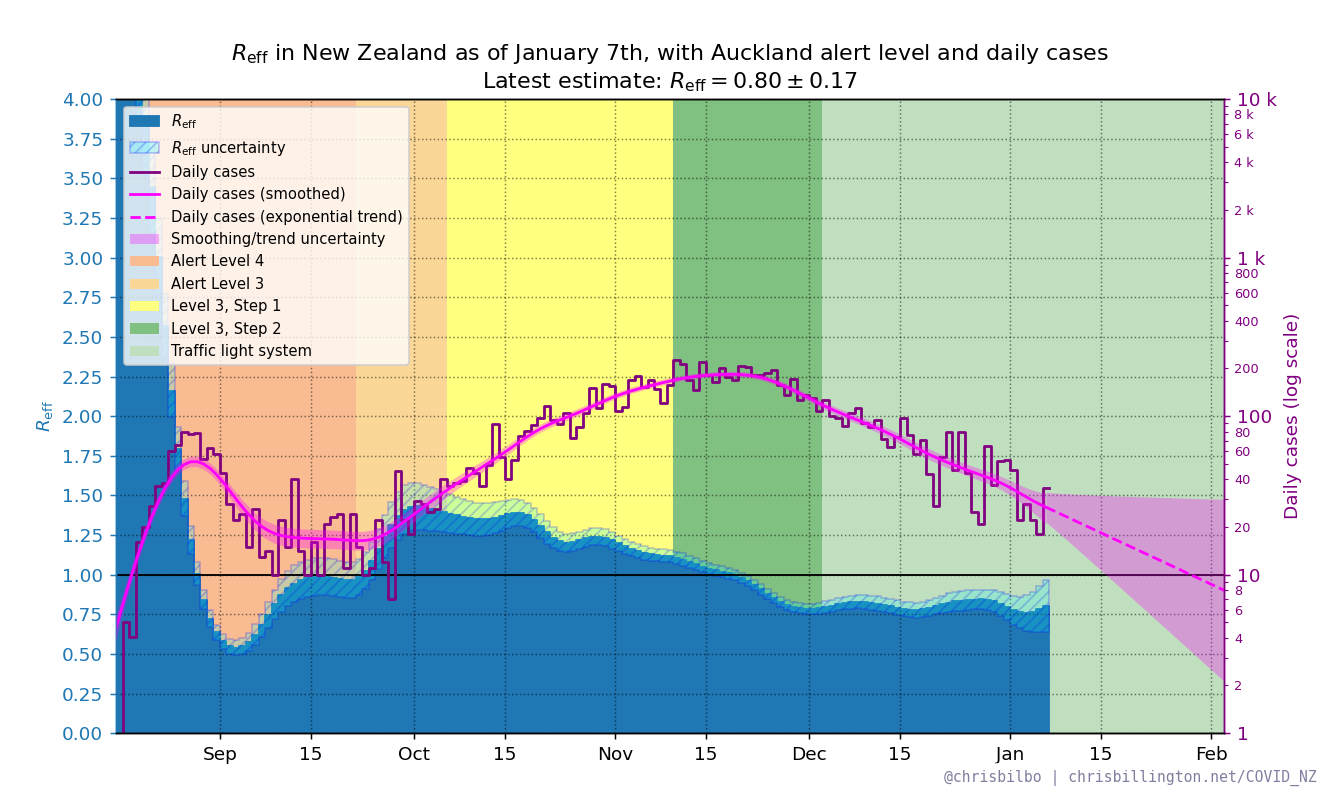 R_eff in New Zealand as of January 7th, with Auckland alert level and daily cases
Latest estimate: R_eff = 0.80 ± 0.17
4.00
3.75
3.50
3.25
3.00
2.75
2.50
2.25
2.00
1.75
1.50
1.25
1.00
0.75
0.50
0.25
0.00
R_eff
R_eff
R_eff uncertainty
Daily cases
Daily cases (smoothed)
Daily cases (exponential trend)
Smoothing/trend uncertainty
Alert Level 4
Alert Level 3
Level 3, Step 1
Level 3, Step 2
Traffic light system
10 k
8 k
6 k
4 k
2 k
1 k
800
600
400
200
100
80
60
40
20
10
8
6
4
2
1
Daily cases (log scale)
Sep 15 Oct 15 Nov 15 Dec 15 Jan 15 Feb
@chrisbilbo | chrisbillington.net/COVID_NZ